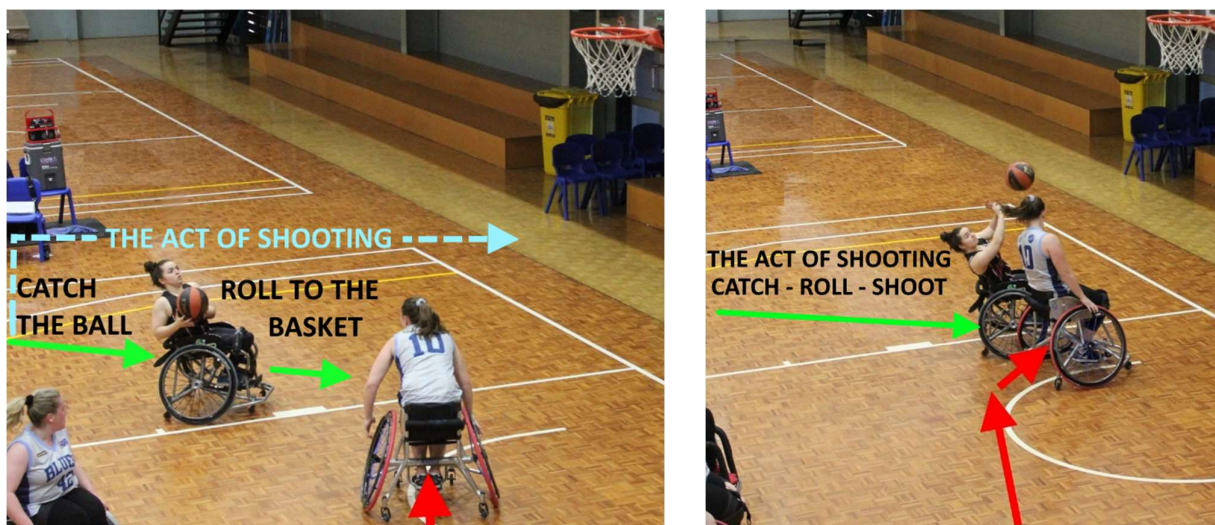 THE ACT OF SHOOTING
CATCH
THE BALL
ROLL TO THE
BASKET
10
BLUES
42
THE ACT OF SHOOTING
CATCH - ROLL - SHOOT
10